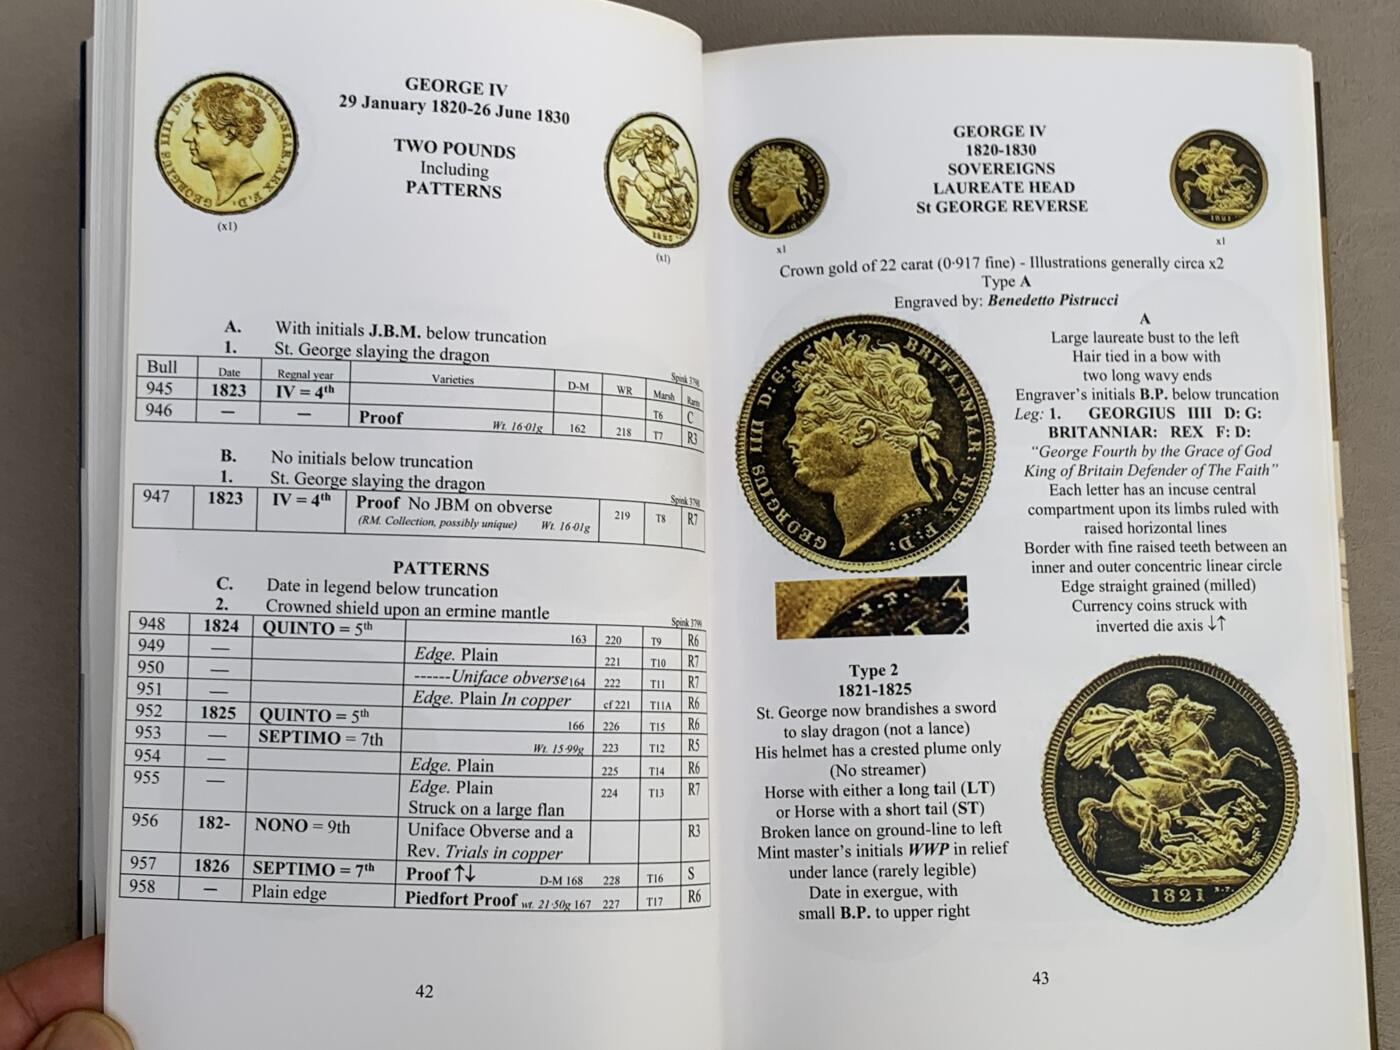 GEORGE IV
29 January 1820-26 June 1830
TWO POUNDS
Including
PATTERNS
(x1)
(x1)
A. With initials J.B.M. below truncation
1. St. George slaying the dragon
Spink 3798
Bull Date Regnal year Varieties D-M WR Marsh Rarity
945 1823 IV = 4th T6 C
946 — — Proof Wt. 16·01g 162 218 T7 R3
B. No initials below truncation
1. St. George slaying the dragon
Spink 3798
947 1823 IV = 4th Proof No JBM on obverse 219 T8 R7
(RM. Collection, possibly unique) Wt. 16·01g
PATTERNS
C. Date in legend below truncation
2. Crowned shield upon an ermine mantle
Spink 3799
948 1824 QUINTO = 5th 163 220 T9 R6
949 — Edge. Plain 221 T10 R7
950 — ------Uniface obverse 164 222 T11 R7
951 — Edge. Plain In copper cf 221 T11A R6
952 1825 QUINTO = 5th 166 226 T15 R6
953 — SEPTIMO = 7th Wt. 15·99g 223 T12 R5
954 — Edge. Plain 225 T14 R6
955 — Edge. Plain 224 T13 R7
Struck on a large flan
956 182- NONO = 9th Uniface Obverse and a R3
Rev. Trials in copper
957 1826 SEPTIMO = 7th Proof ↑↓ D-M 168 228 T16 S
958 — Plain edge Piedfort Proof wt. 21·50g 167 227 T17 R6
42
GEORGE IV
1820-1830
SOVEREIGNS
LAUREATE HEAD
St GEORGE REVERSE
x1
x1
Crown gold of 22 carat (0·917 fine) - Illustrations generally circa x2
Type A
Engraved by: Benedetto Pistrucci
GEORGIUS IIII D: G: BRITANNIAR: REX F: D:
B.P.
A
Large laureate bust to the left
Hair tied in a bow with
two long wavy ends
Engraver's initials B.P. below truncation
Leg: 1. GEORGIUS IIII D: G:
BRITANNIAR: REX F: D:
"George Fourth by the Grace of God
King of Britain Defender of The Faith"
Each letter has an incuse central
compartment upon its limbs ruled with
raised horizontal lines
Border with fine raised teeth between an
inner and outer concentric linear circle
Edge straight grained (milled)
Currency coins struck with
inverted die axis ↓↑
Type 2
1821-1825
St. George now brandishes a sword
to slay dragon (not a lance)
His helmet has a crested plume only
(No streamer)
Horse with either a long tail (LT)
or Horse with a short tail (ST)
Broken lance on ground-line to left
Mint master's initials WWP in relief
under lance (rarely legible)
Date in exergue, with
small B.P. to upper right
1821 B.P.
43